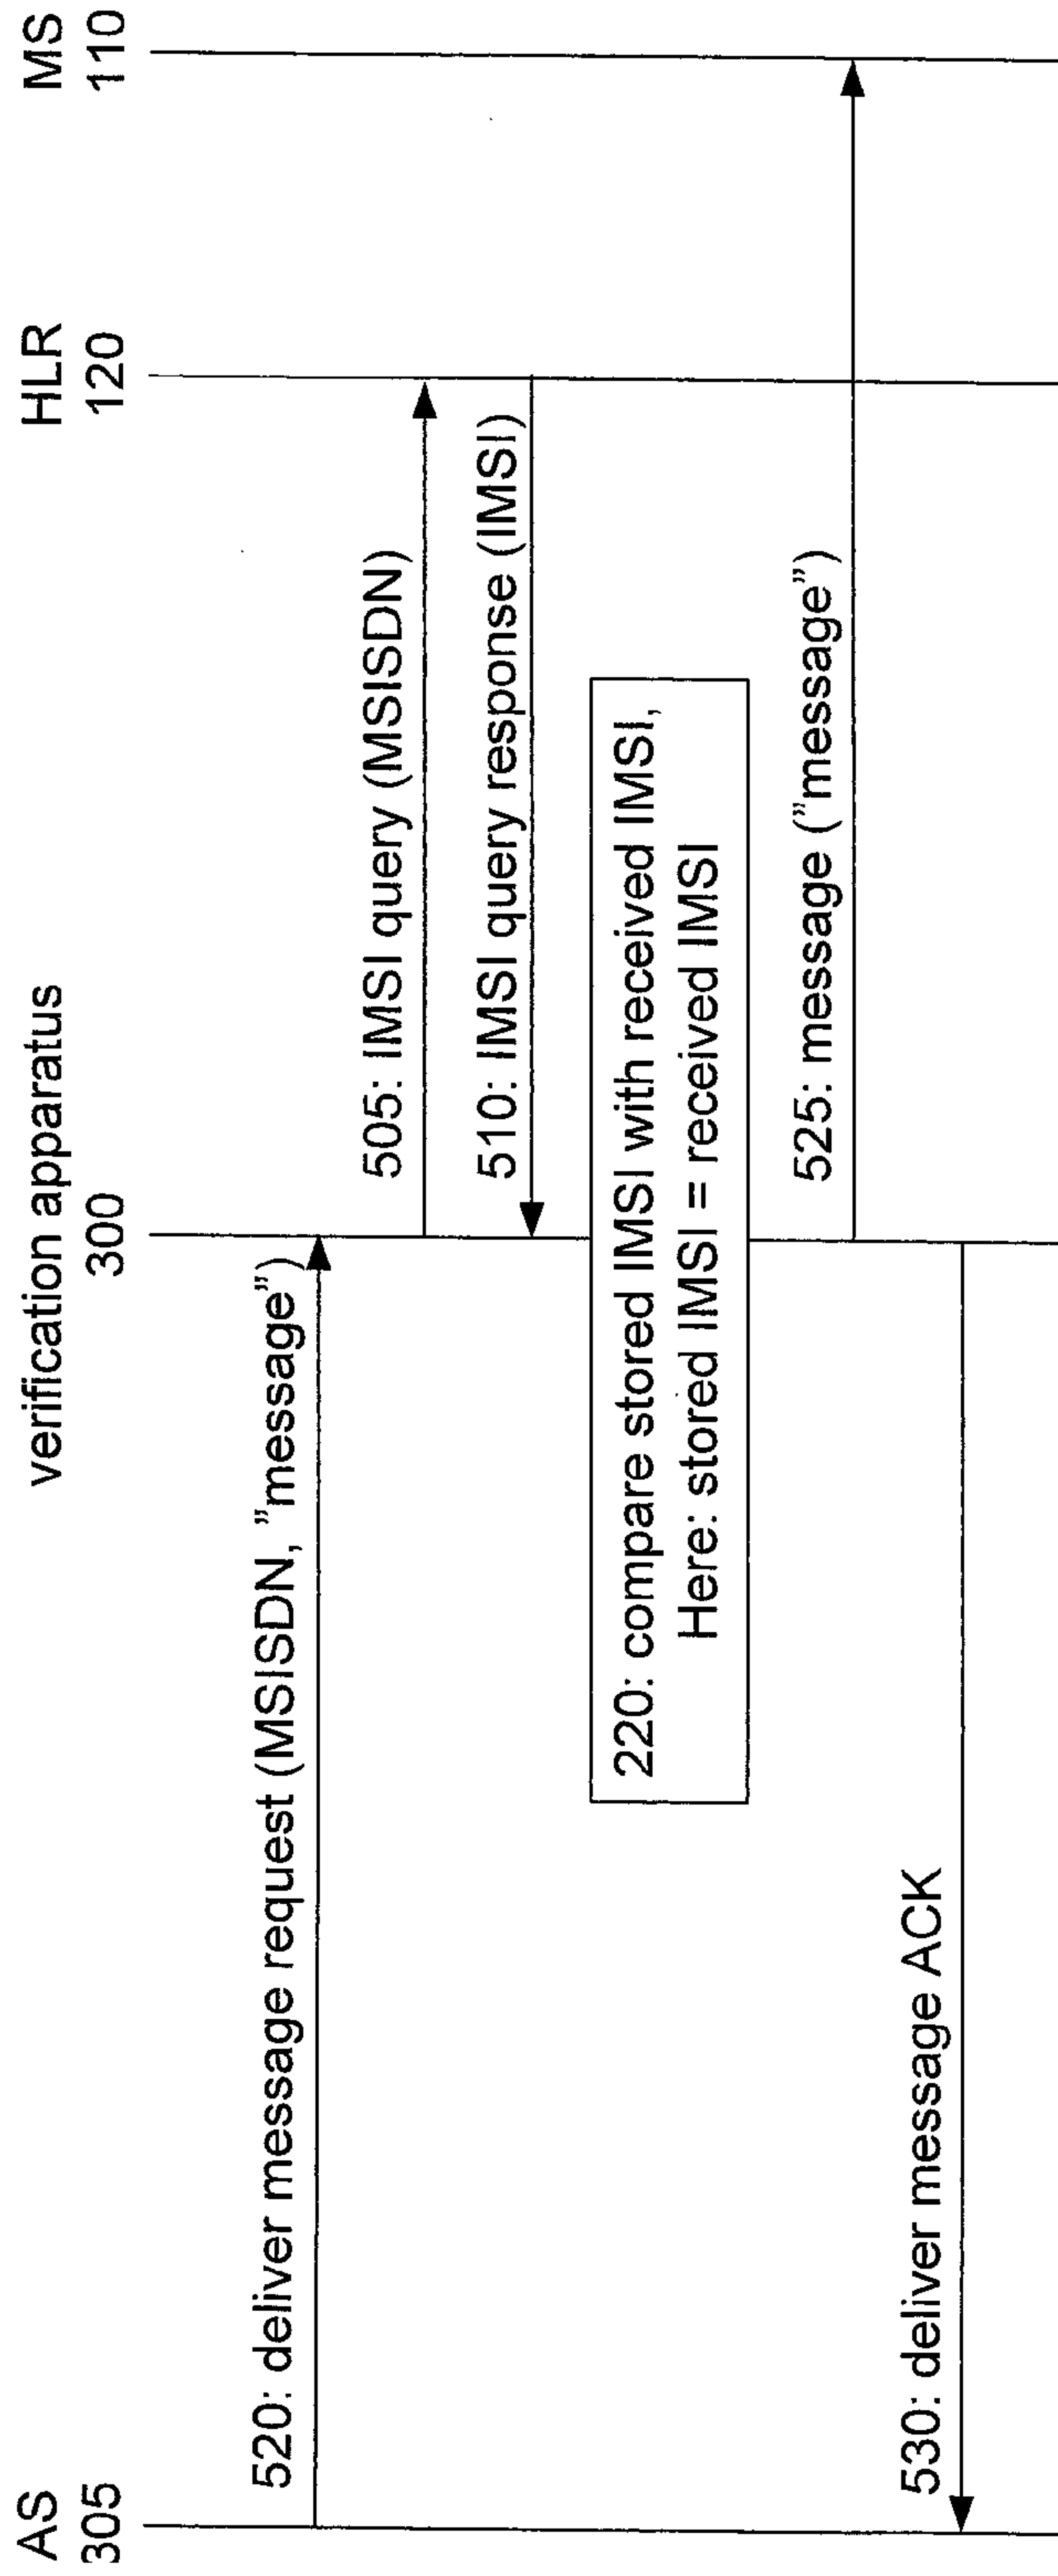 AS
305
verification apparatus
300
HLR
120
MS
110
520: deliver message request (MSISDN, ”message”)
505: IMSI query (MSISDN)
510: IMSI query response (IMSI)
220: compare stored IMSI with received IMSI,
Here: stored IMSI = received IMSI
525: message (”message”)
530: deliver message ACK